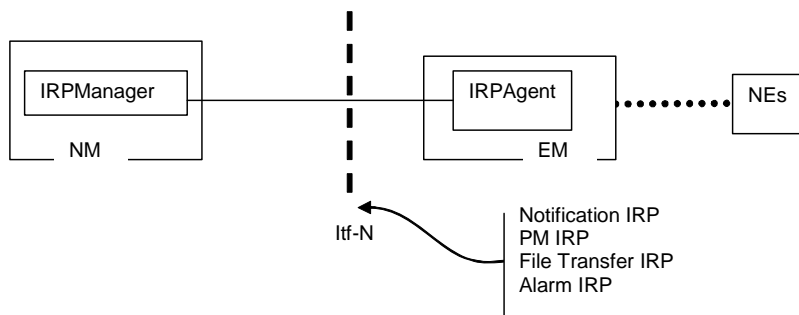 IRPManager
IRPAgent
NEs
NM
EM
Itf-N
Notification IRP
PM IRP
File Transfer IRP
Alarm IRP